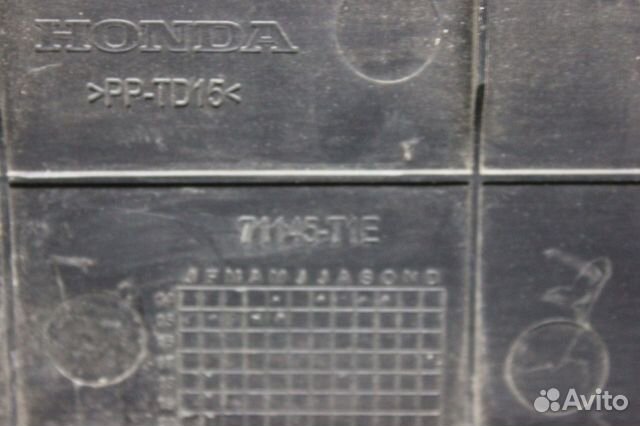 HONDA
>PP-TD15<
71145-T1E
JFMAMJJASOND
Avito